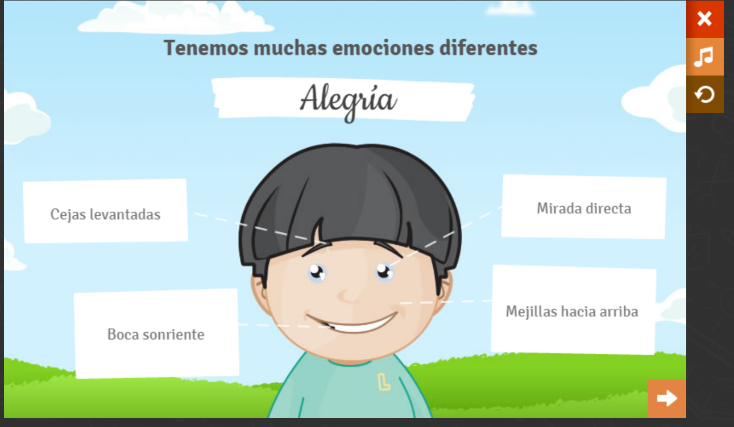 Tenemos muchas emociones diferentes
Alegría
Cejas levantadas
Mirada directa
Boca sonriente
Mejillas hacia arriba
L